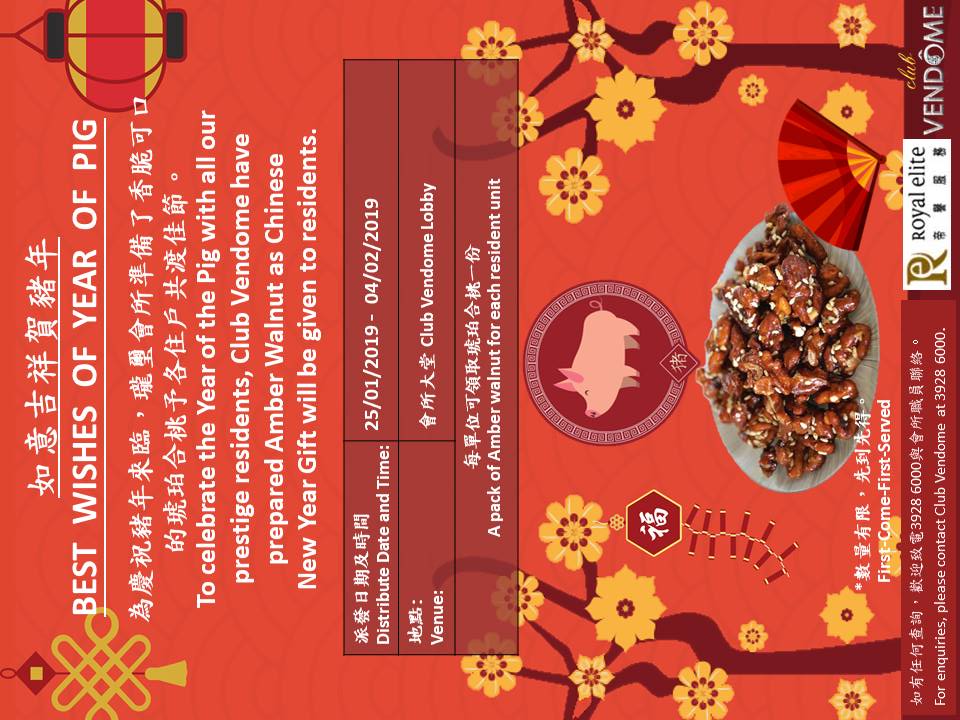 如意吉祥賀豬年
BEST WISHES OF YEAR OF PIG
為慶祝豬年來臨，瓏璽會所準備了香脆可口
的琥珀合桃予各住戶共渡佳節。
To celebrate the Year of the Pig with all our
prestige residents, Club Vendome have
prepared Amber Walnut as Chinese
New Year Gift will be given to residents.
派發日期及時間
Distribute Date and Time:
25/01/2019 - 04/02/2019
地點:
Venue:
會所大堂 Club Vendome Lobby
每單位可領取琥珀合桃一份
A pack of Amber walnut for each resident unit
福
猪
*數量有限，先到先得。
First-Come-First-Served
如有任何查詢，歡迎致電3928 6000與會所職員聯絡。
For enquiries, please contact Club Vendome at 3928 6000.
R
Royal elite
帝譽服務
club
VENDÔME